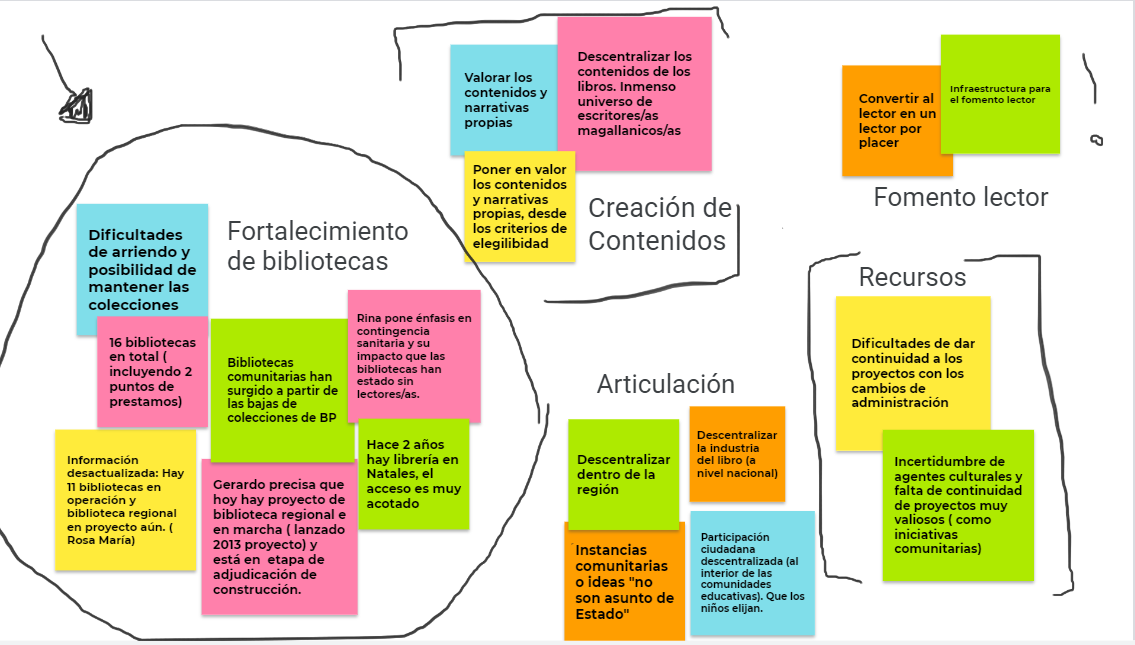 Valorar los
contenidos y
narrativas
propias
Descentralizar los
contenidos de los
libros. Inmenso
universo de
escritores/as
magallanicos/as
Poner en valor
los contenidos
y narrativas
propias, desde
los criterios de
elegilibidad
Creación de
Contenidos
Convertir al
lector en un
lector por
placer
Infraestructura para
el fomento lector
Fomento lector
Fortalecimiento
de bibliotecas
Dificultades
de arriendo y
posibilidad de
mantener las
colecciones
16 bibliotecas
en total (
incluyendo 2
puntos de
prestamos)
Bibliotecas
comunitarias han
surgido a partir de
las bajas de
colecciones de BP
Rina pone énfasis en
contingencia
sanitaria y su
impacto que las
bibliotecas han
estado sin
lectores/as.
Información
desactualizada: Hay
11 bibliotecas en
operación y
biblioteca regional
en proyecto aún. (
Rosa María)
Gerardo precisa que
hoy hay proyecto de
biblioteca regional e
en marcha ( lanzado
2013 proyecto) y
está en etapa de
adjudicación de
construcción.
Hace 2 años
hay librería en
Natales, el
acceso es muy
acotado
Articulación
Descentralizar
dentro de la
región
Descentralizar
la industria
del libro (a
nivel nacional)
Instancias
comunitarias
o ideas "no
son asunto de
Estado"
Participación
ciudadana
descentralizada (al
interior de las
comunidades
educativas). Que los
niños elijan.
Recursos
Dificultades de dar
continuidad a los
proyectos con los
cambios de
administración
Incertidumbre de
agentes culturales y
falta de continuidad
de proyectos muy
valiosos ( como
iniciativas
comunitarias)